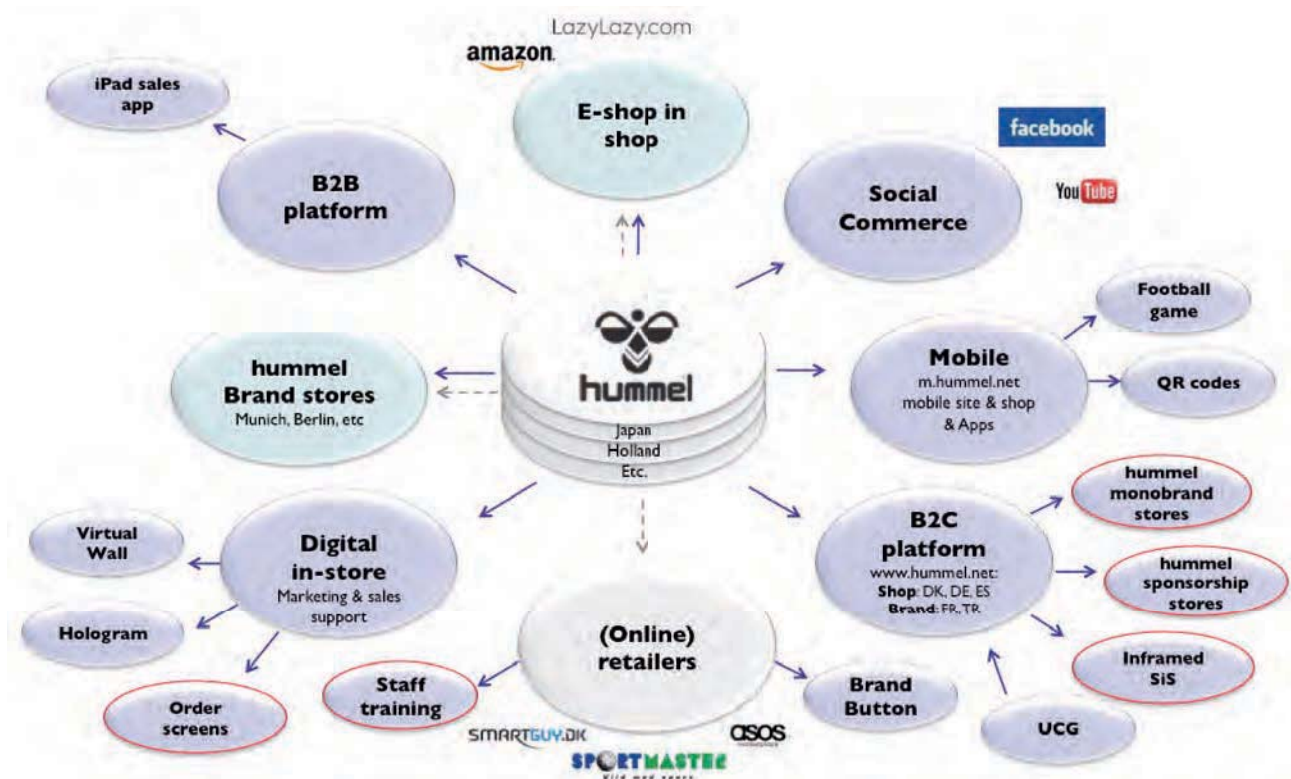 LazyLazy.com
amazon
iPad sales
app
E-shop in
shop
facebook
B2B
platform
Social
Commerce
You Tube
Football
game
hummel
Brand stores
Munich, Berlin, etc
hummel
Mobile
m.hummel.net
mobile site & shop
& Apps
QR codes
Japan
Holland
Etc.
hummel
monobrand
stores
Virtual
Wall
Digital
in-store
Marketing & sales
support
B2C
platform
www.hummel.net:
Shop: DK, DE, ES
Brand: FR, TR
hummel
sponsorship
stores
Hologram
(Online)
retailers
Inframed
SiS
Order
screens
Staff
training
Brand
Button
UCG
SMARTGUY.DK
asos
SPORTMASTER